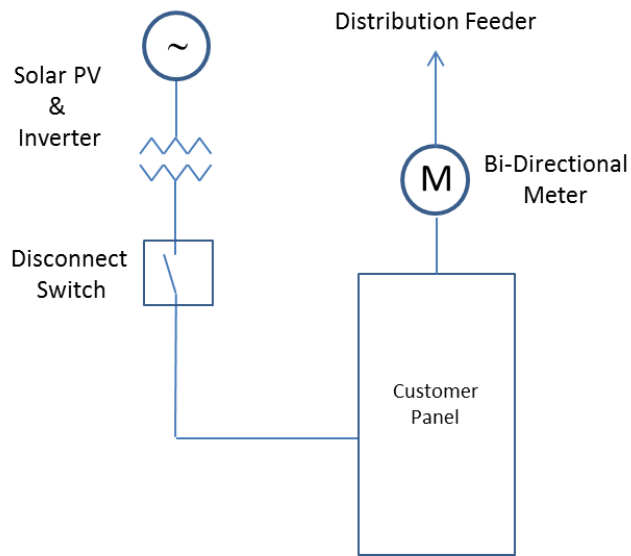 Distribution Feeder
~
Solar PV
&
Inverter
M
Bi-Directional
Meter
Disconnect
Switch
Customer
Panel